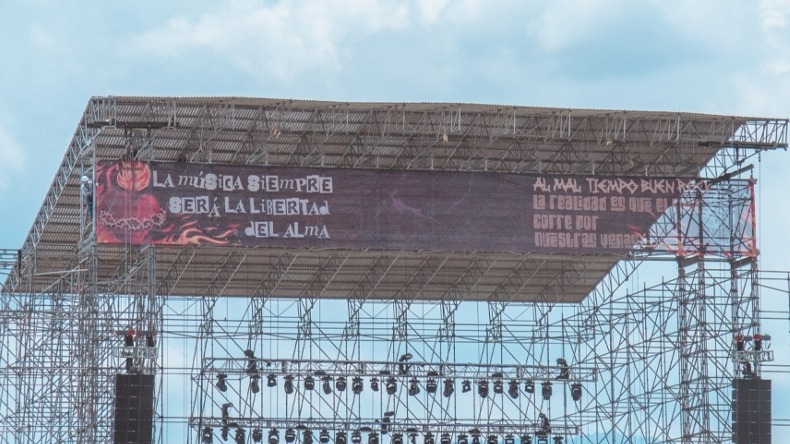 LA múSiCA SiEMPRE
SERÁ LA LibERTAd
dEL ALmA
AL MAL TIEMPO BUEN
La realidad es que el
corre por
nuestras venas